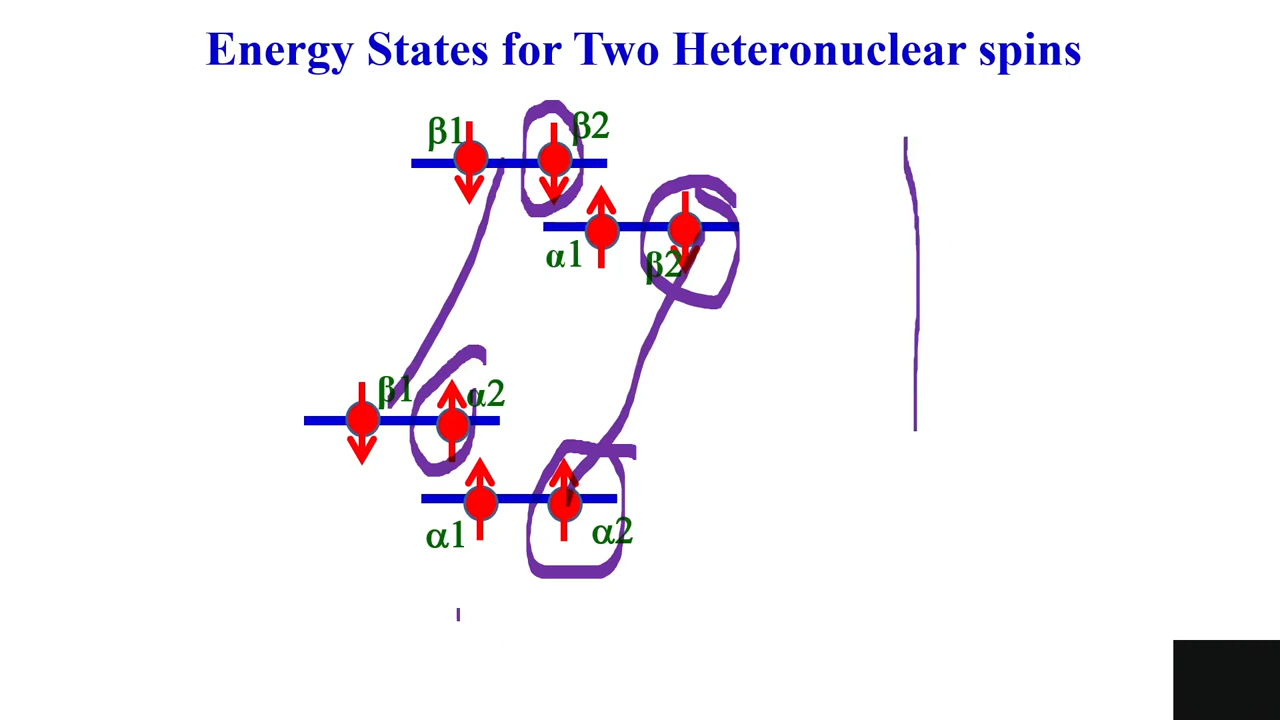 Energy States for Two Heteronuclear spins
β1 β2
α1 β2
β1 α2
α1 α2